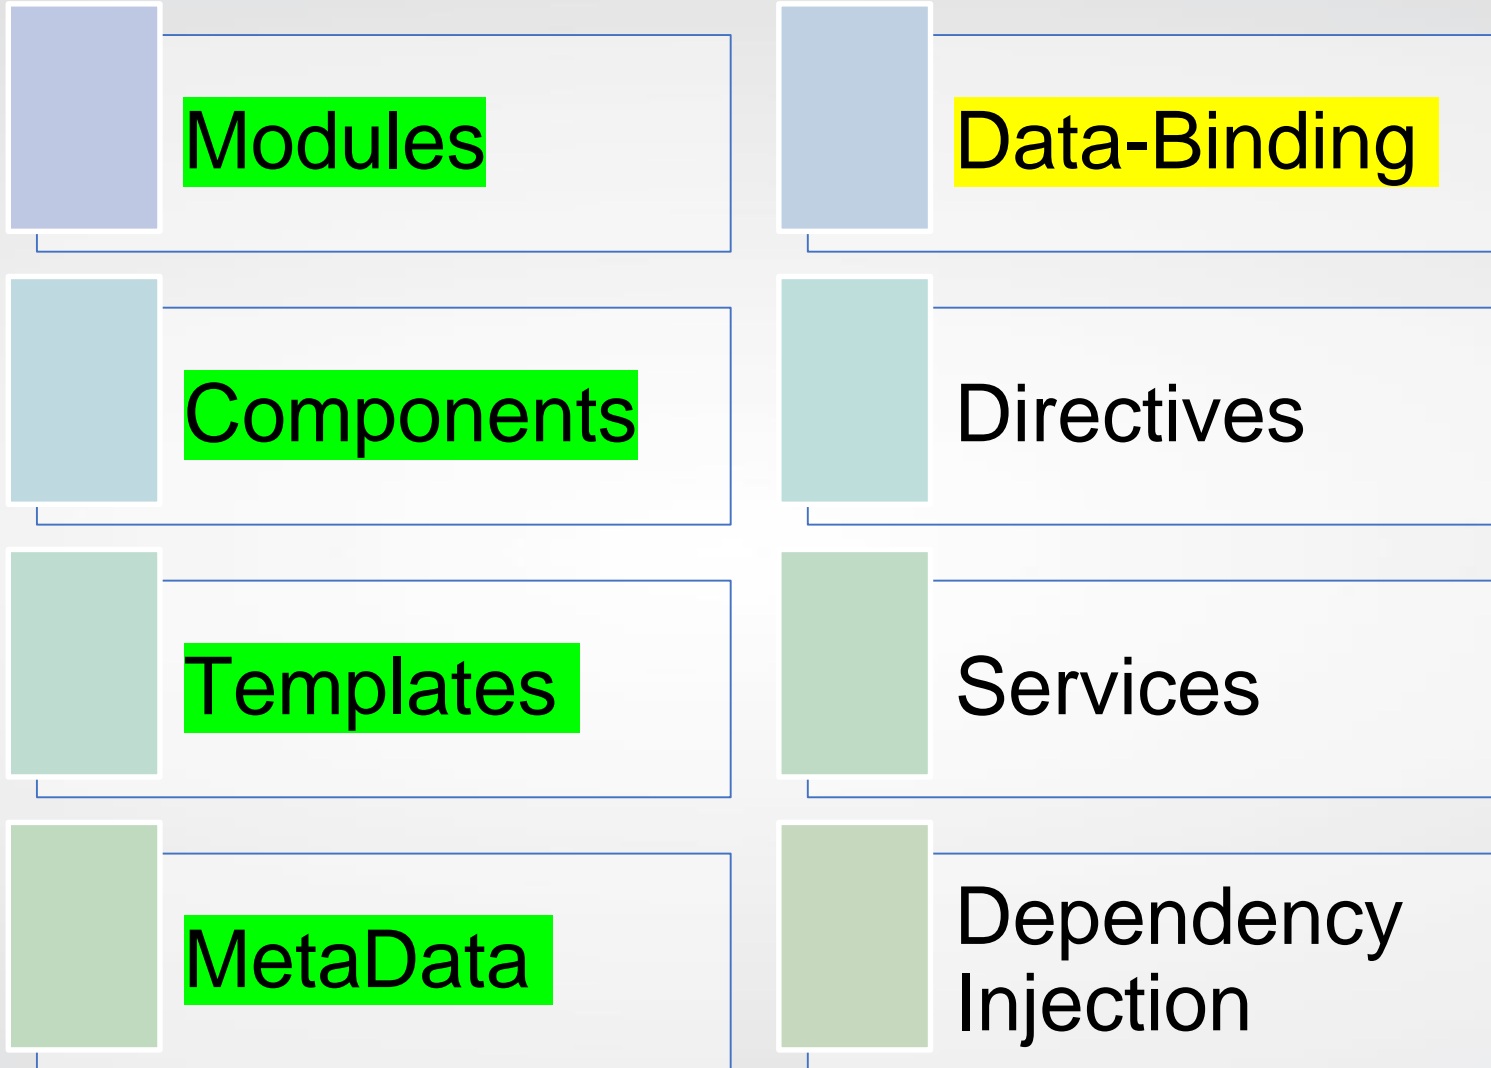 Modules
Components
Templates
MetaData
Data-Binding
Directives
Services
Dependency
Injection